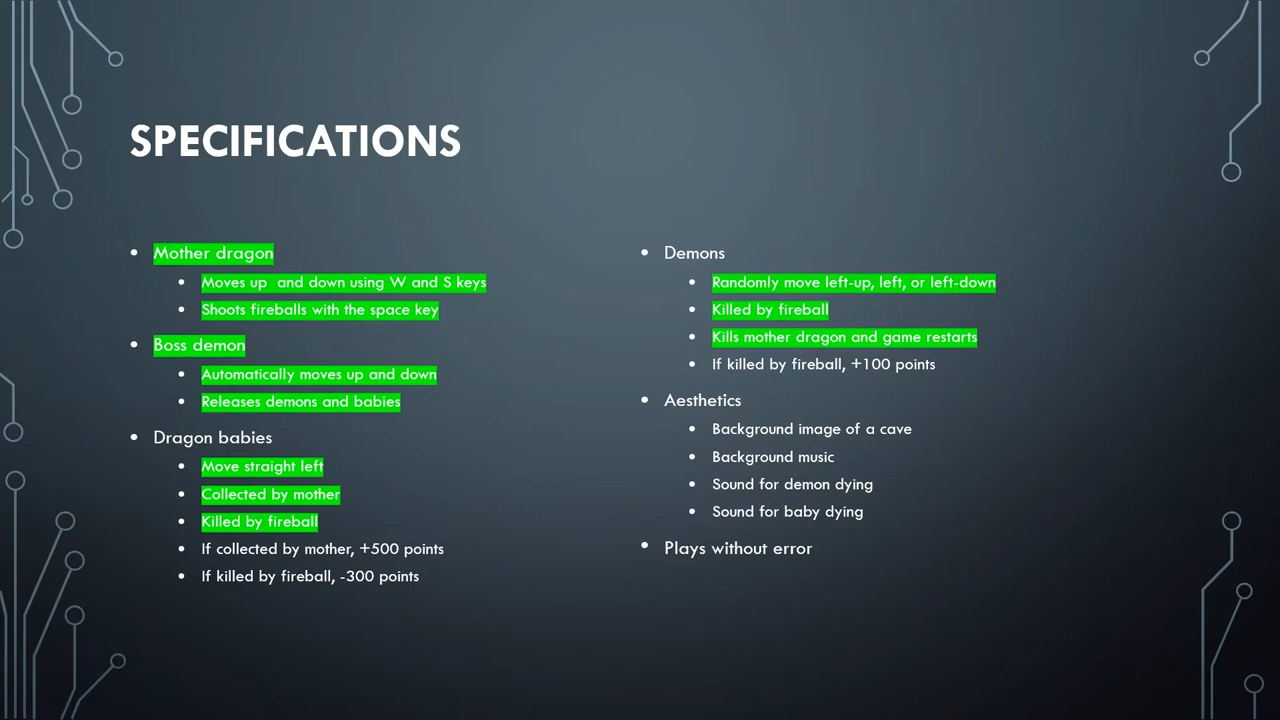 SPECIFICATIONS
Mother dragon
Moves up  and down using W and S keys
Shoots fireballs with the space key
Boss demon
Automatically moves up and down
Releases demons and babies
Dragon babies
Move straight left
Collected by mother
Killed by fireball
If collected by mother, +500 points
If killed by fireball, -300 points
Demons
Randomly move left-up, left, or left-down
Killed by fireball
Kills mother dragon and game restarts
If killed by fireball, +100 points
Aesthetics
Background image of a cave
Background music
Sound for demon dying
Sound for baby dying
Plays without error